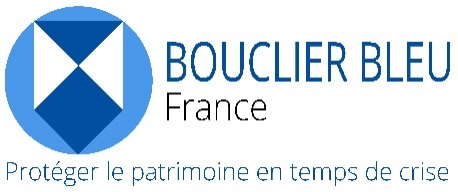 BOUCLIER BLEU
France
Protéger le patrimoine en temps de crise